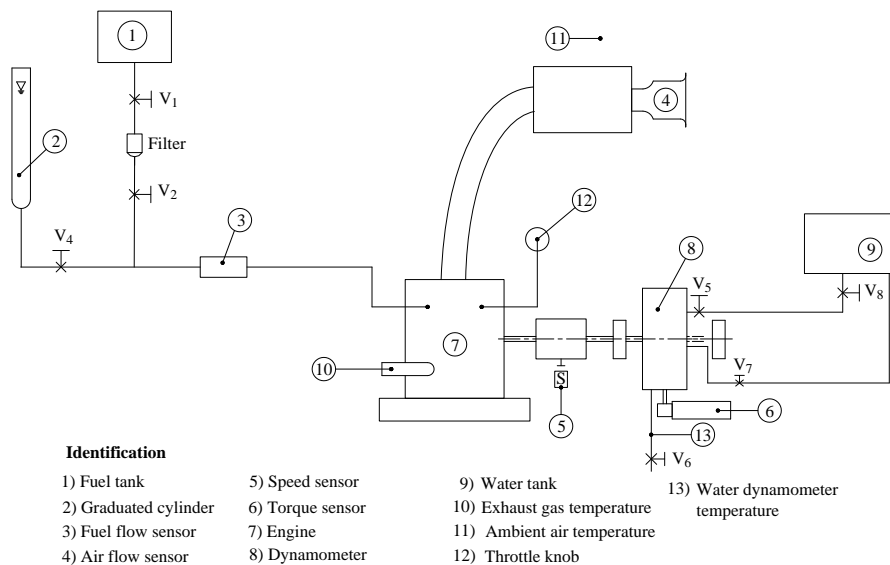 1
11
4
V1
2
Filter
V2
12
3
V4
8
9
V5
V8
7
V7
10
S
5
6
13
V6
Identification
1) Fuel tank
2) Graduated cylinder
3) Fuel flow sensor
4) Air flow sensor
5) Speed sensor
6) Torque sensor
7) Engine
8) Dynamometer
9) Water tank
10) Exhaust gas temperature
11) Ambient air temperature
12) Throttle knob
13) Water dynamometer
temperature